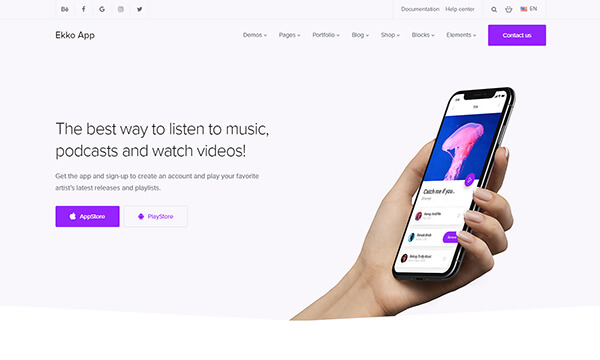 Documentation Help center EN
Ekko App
Demos Pages Portfolio Blog Shop Blocks Elements Contact us
The best way to listen to music,
podcasts and watch videos!
Get the app and sign-up to create an account and play your favorite
artist's latest releases and playlists.
AppStore PlayStore
Catch me if you..